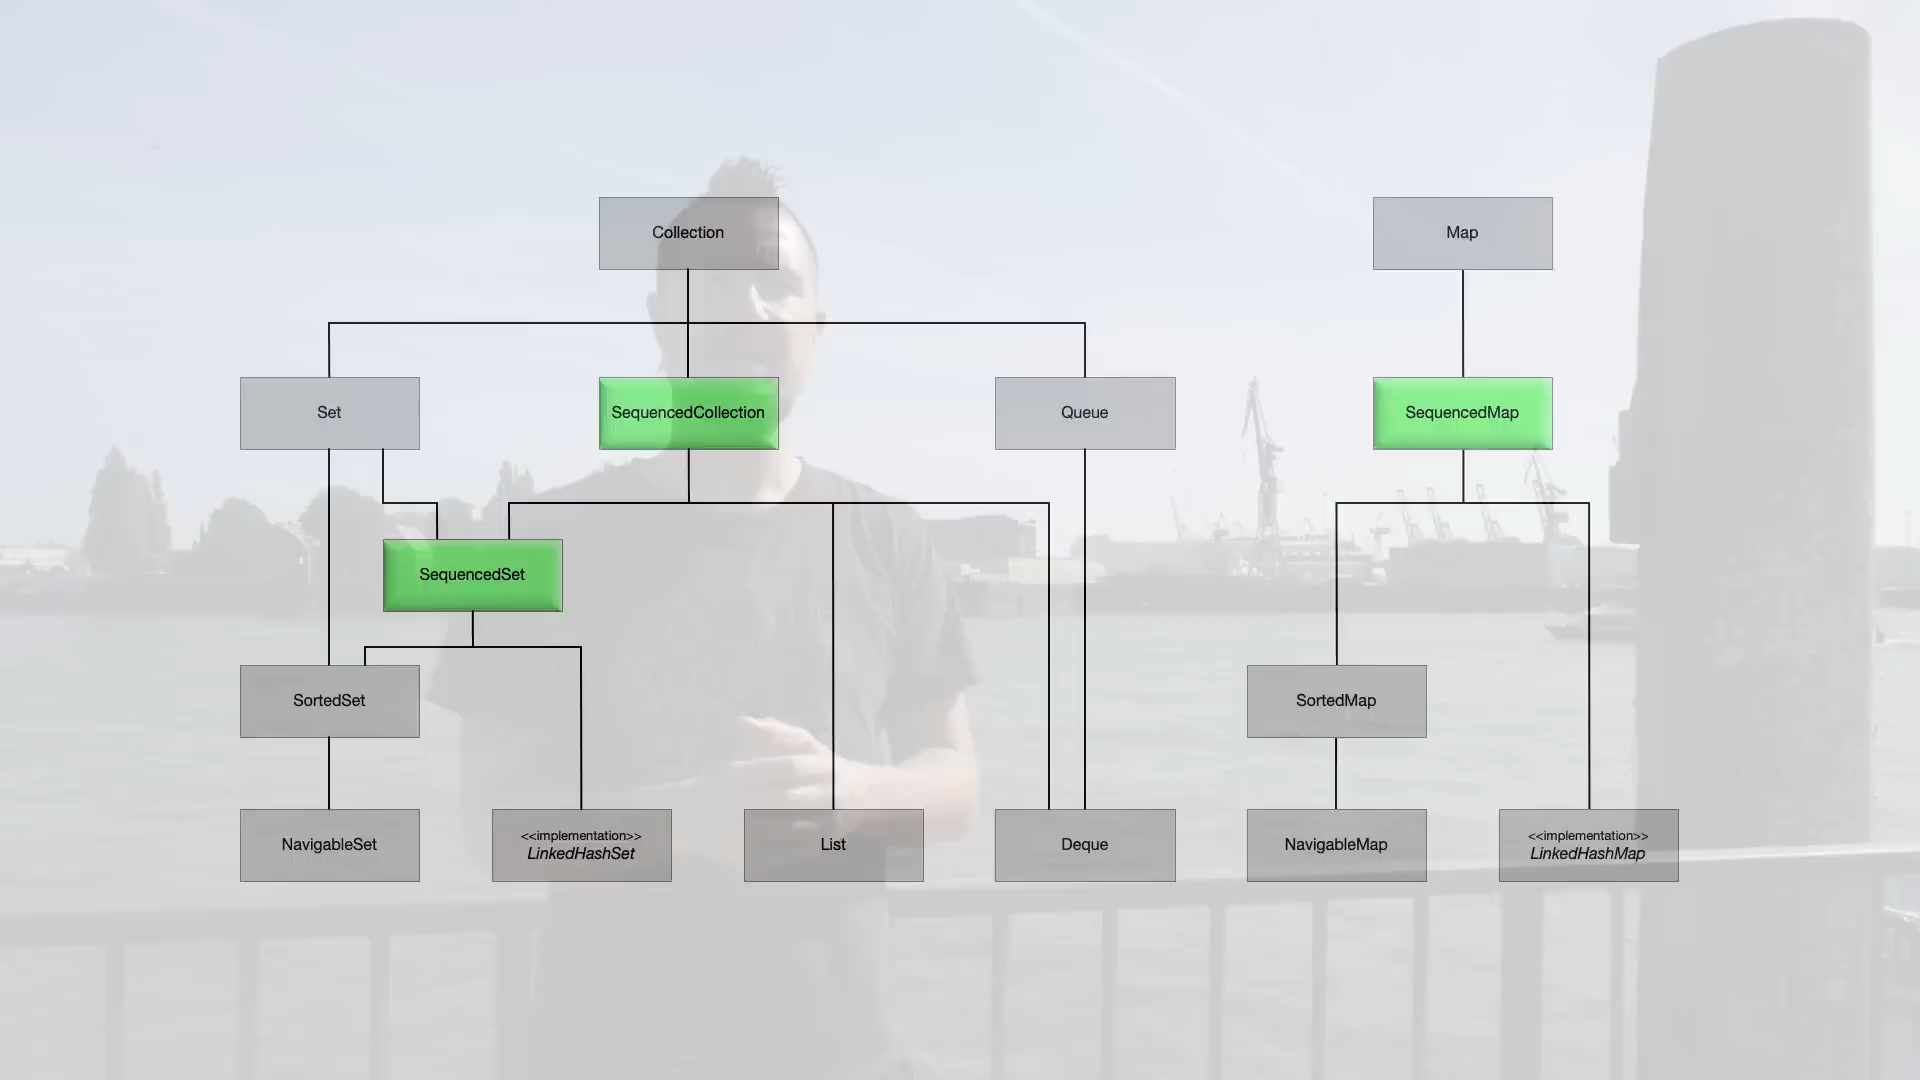 Collection
Map
Set
SequencedCollection
Queue
SequencedMap
SequencedSet
SortedSet
SortedMap
NavigableSet
<<implementation>>
LinkedHashSet
List
Deque
NavigableMap
<<implementation>>
LinkedHashMap